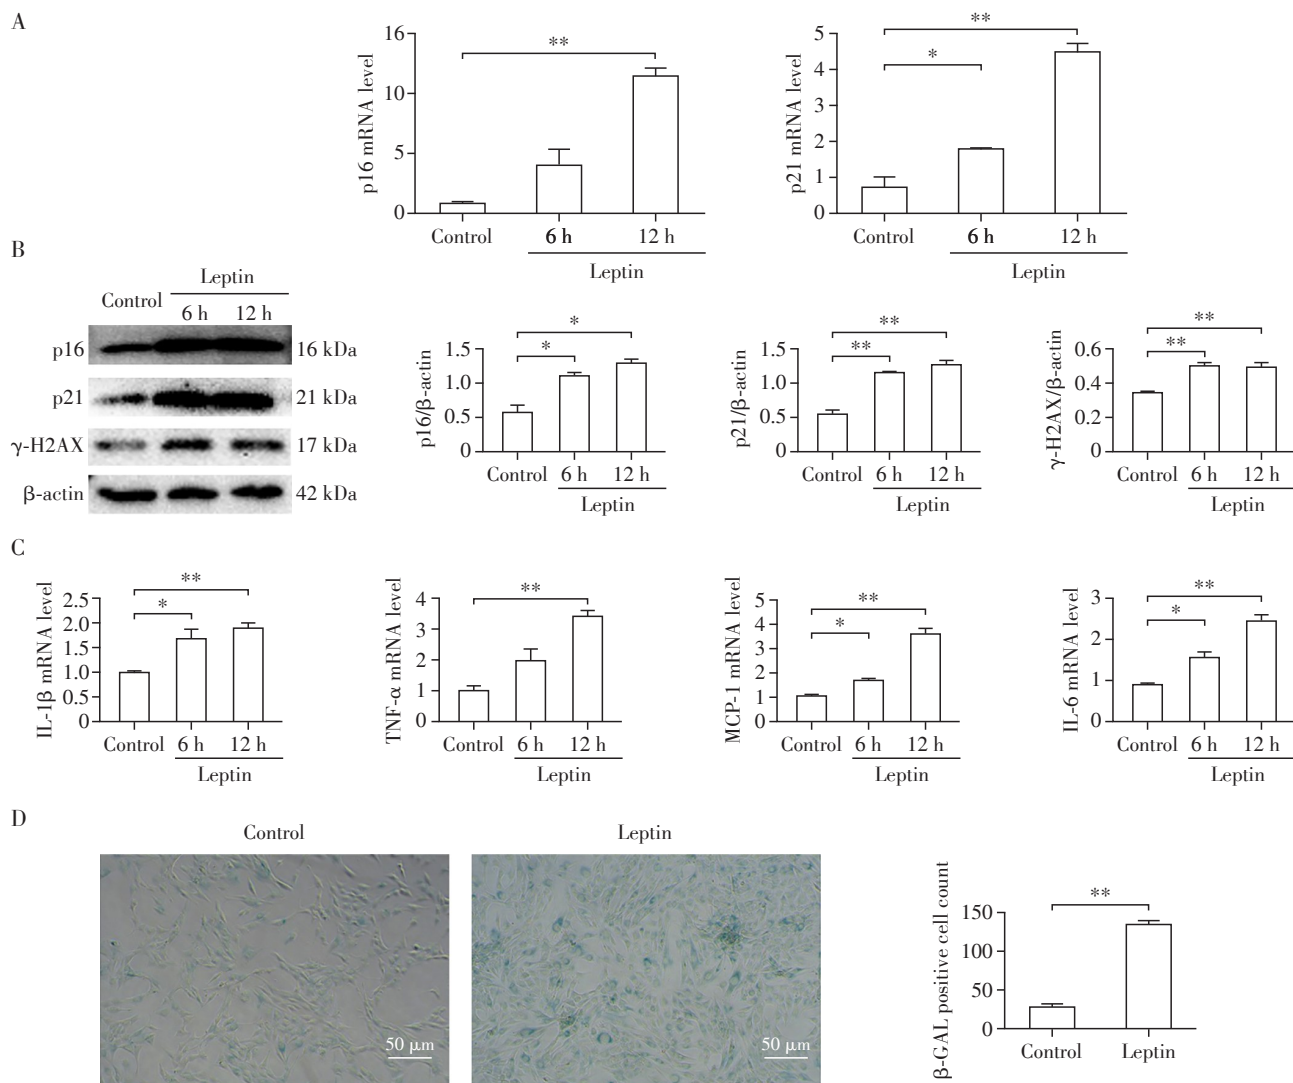 A
p16 mRNA level
16
10
5
0
**
Control
6 h
12 h
Leptin
p21 mRNA level
5
4
3
2
1
0
**
*
Control
6 h
12 h
Leptin
B
Leptin
Control
6 h
12 h
p16
16 kDa
p21
21 kDa
γ-H2AX
17 kDa
β-actin
42 kDa
p16/β-actin
1.5
1.0
0.5
0
*
*
Control
6 h
12 h
Leptin
p21/β-actin
1.5
1.0
0.5
0
**
**
Control
6 h
12 h
Leptin
γ-H2AX/β-actin
0.6
0.4
0.2
0
**
**
Control
6 h
12 h
Leptin
C
IL-1β mRNA level
2.5
2.0
1.5
1.0
0.5
0
**
*
Control
6 h
12 h
Leptin
TNF-α mRNA level
4
3
2
1
0
**
Control
6 h
12 h
Leptin
MCP-1 mRNA level
5
4
3
2
1
0
**
*
Control
6 h
12 h
Leptin
IL-6 mRNA level
3
2
1
0
**
*
Control
6 h
12 h
Leptin
D
Control
50 μm
Leptin
50 μm
β-GAL positive cell count
150
100
50
0
**
Control
Leptin